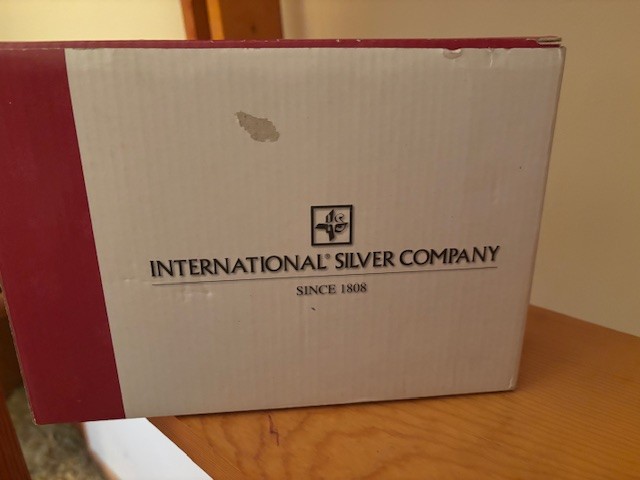 INTERNATIONAL® SILVER COMPANY
SINCE 1808